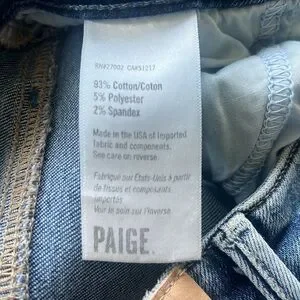 RN#27002 CA#51217
93% Cotton/Coton
5% Polyester
2% Spandex
Made in the USA of Imported
fabric and components.
See care on reverse.
Fabriqué aux États-Unis à partir
de tissus et composants
importés
Voir le soin sur l'inverse
PAIGE